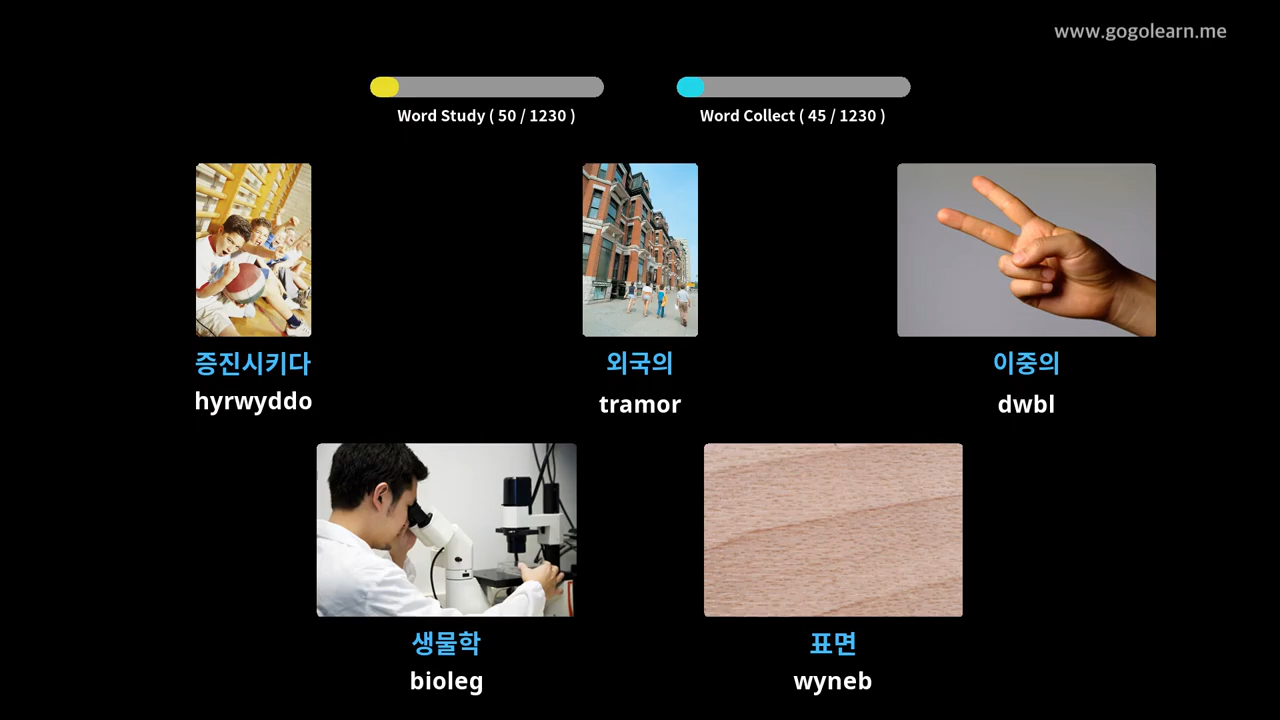 www.gogolearn.me
Word Study ( 50 / 1230 )
Word Collect ( 45 / 1230 )
증진시키다
hyrwyddo
외국의
tramor
이중의
dwbl
생물학
bioleg
표면
wyneb